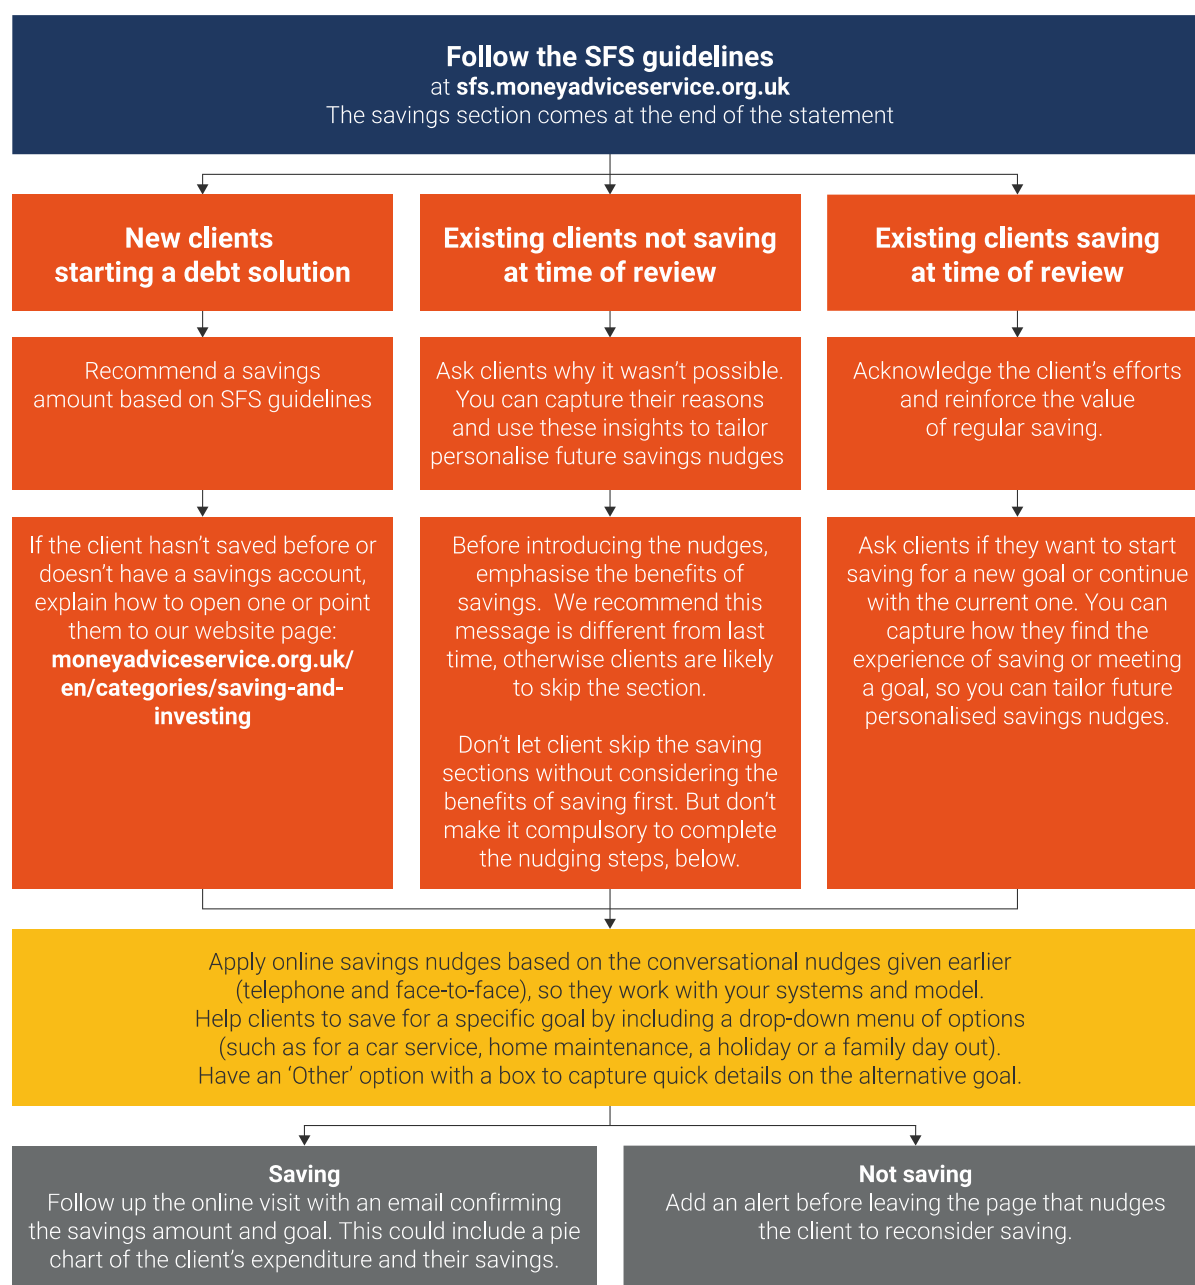 Follow the SFS guidelines
at sfs.moneyadviceservice.org.uk
The savings section comes at the end of the statement
New clients
starting a debt solution
Recommend a savings
amount based on SFS guidelines
If the client hasn’t saved before or
doesn’t have a savings account,
explain how to open one or point
them to our website page:
moneyadviceservice.org.uk/
en/categories/saving-and-
investing
Existing clients not saving
at time of review
Ask clients why it wasn’t possible.
You can capture their reasons
and use these insights to tailor
personalise future savings nudges
Before introducing the nudges,
emphasise the benefits of
savings.  We recommend this
message is different from last
time, otherwise clients are likely
to skip the section.
Don’t let client skip the saving
sections without considering the
benefits of saving first. But don’t
make it compulsory to complete
the nudging steps, below.
Existing clients saving
at time of review
Acknowledge the client’s efforts
and reinforce the value
of regular saving.
Ask clients if they want to start
saving for a new goal or continue
with the current one. You can
capture how they find the
experience of saving or meeting
a goal, so you can tailor future
personalised savings nudges.
Apply online savings nudges based on the conversational nudges given earlier
(telephone and face-to-face), so they work with your systems and model.
Help clients to save for a specific goal by including a drop-down menu of options
(such as for a car service, home maintenance, a holiday or a family day out).
Have an ‘Other’ option with a box to capture quick details on the alternative goal.
Saving
Follow up the online visit with an email confirming
the savings amount and goal. This could include a pie
chart of the client’s expenditure and their savings.
Not saving
Add an alert before leaving the page that nudges
the client to reconsider saving.